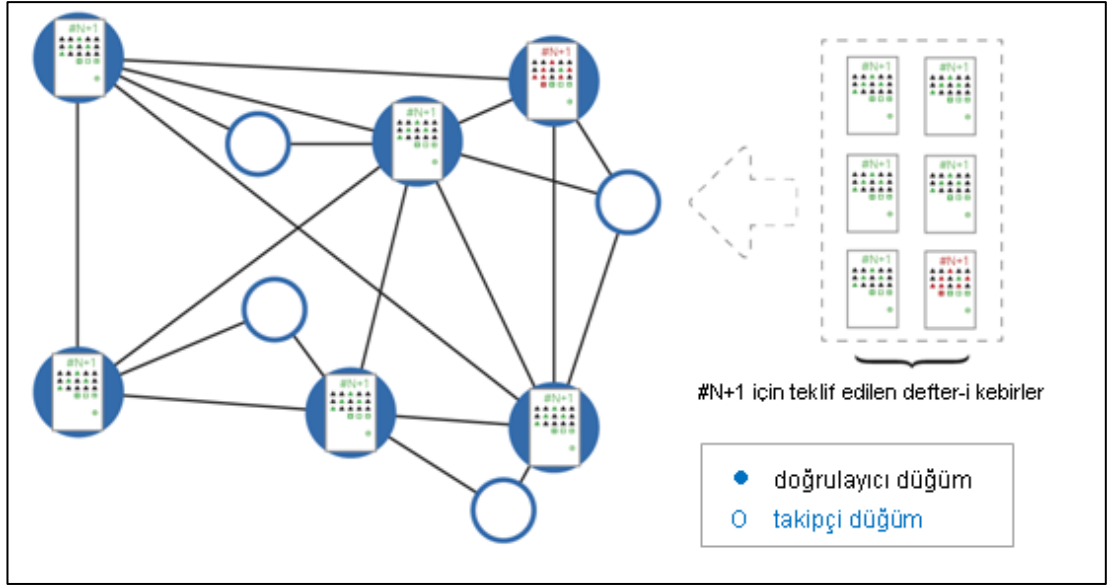 #N+1
#N+1
#N+1
#N+1
#N+1
#N+1
#N+1
#N+1
#N+1
#N+1
#N+1
#N+1
#N+1 için teklif edilen defter-i kebirler
doğrulayıcı düğüm
takipçi düğüm